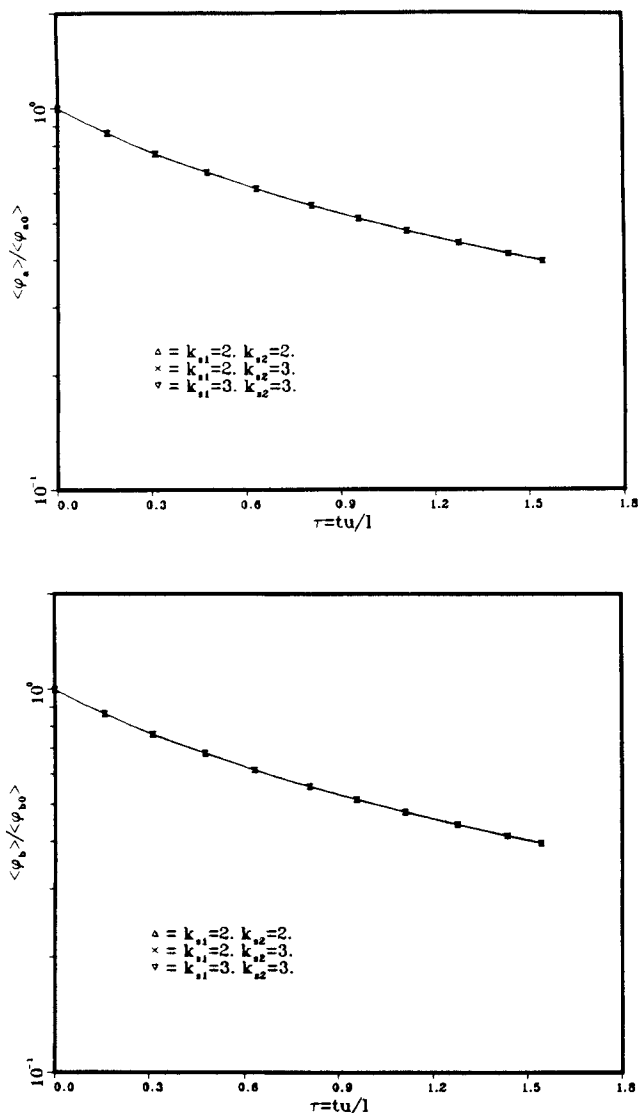 10⁰
<φₐ>/<φₐ₀>
△ = kₛ₁=2. kₛ₂=2.
× = kₛ₁=2. kₛ₂=3.
▽ = kₛ₁=3. kₛ₂=3.
10⁻¹
0.0 0.3 0.6 0.9 1.2 1.5 1.8
τ=tu/l
10⁰
<φ_b>/<φ_b₀>
△ = kₛ₁=2. kₛ₂=2.
× = kₛ₁=2. kₛ₂=3.
▽ = kₛ₁=3. kₛ₂=3.
10⁻¹
0.0 0.3 0.6 0.9 1.2 1.5 1.8
τ=tu/l